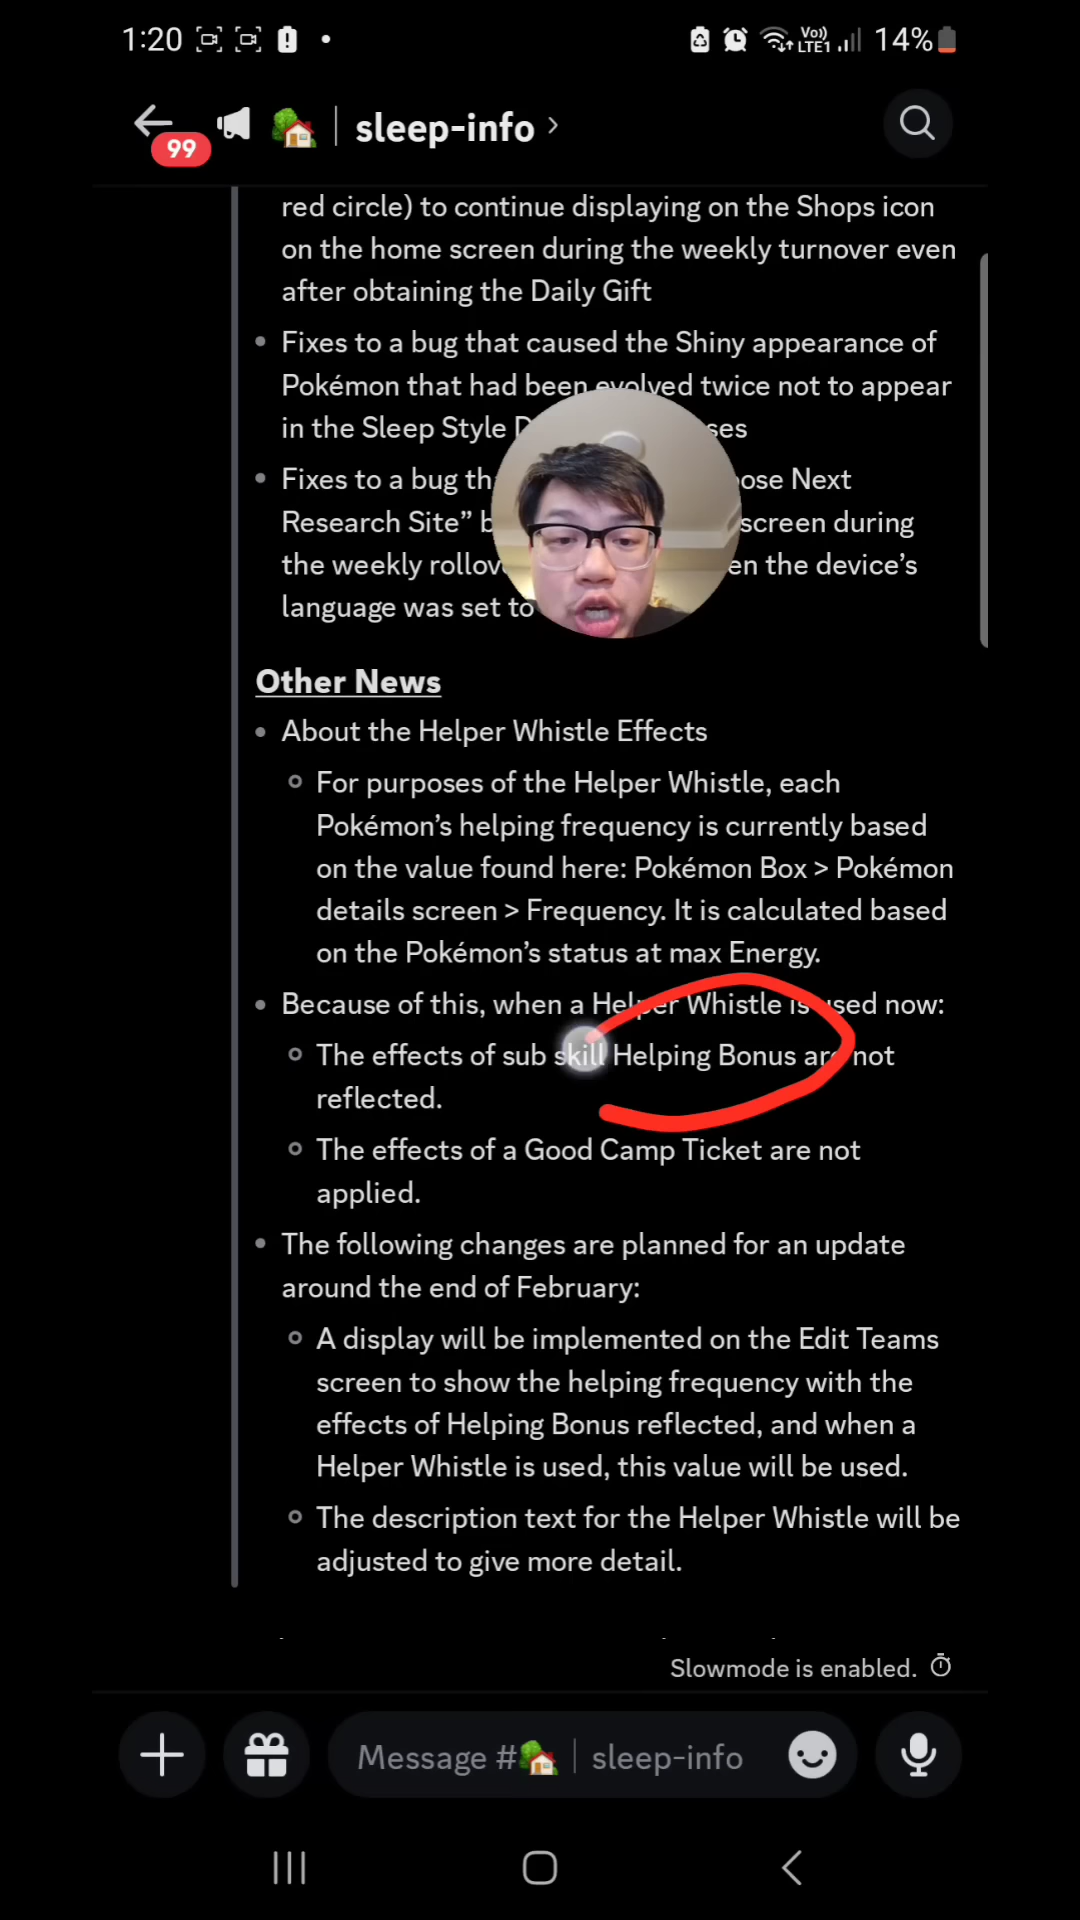 1:20
Vo))
LTE1
14%
99
sleep-info
red circle) to continue displaying on the Shops icon
on the home screen during the weekly turnover even
after obtaining the Daily Gift
Fixes to a bug that caused the Shiny appearance of
Pokémon that had been evolved twice not to appear
in the Sleep Style
Fixes to a bug Next
Research Site” screen during
the weekly the device’s
language was set to
Other News
About the Helper Whistle Effects
For purposes of the Helper Whistle, each
Pokémon’s helping frequency is currently based
on the value found here: Pokémon Box > Pokémon
details screen > Frequency. It is calculated based
on the Pokémon’s status at max Energy.
Because of this, when a Helper Whistle is used now:
The effects of sub skill Helping Bonus are not
reflected.
The effects of a Good Camp Ticket are not
applied.
The following changes are planned for an update
around the end of February:
A display will be implemented on the Edit Teams
screen to show the helping frequency with the
effects of Helping Bonus reflected, and when a
Helper Whistle is used, this value will be used.
The description text for the Helper Whistle will be
adjusted to give more detail.
Slowmode is enabled.
Message # sleep-info